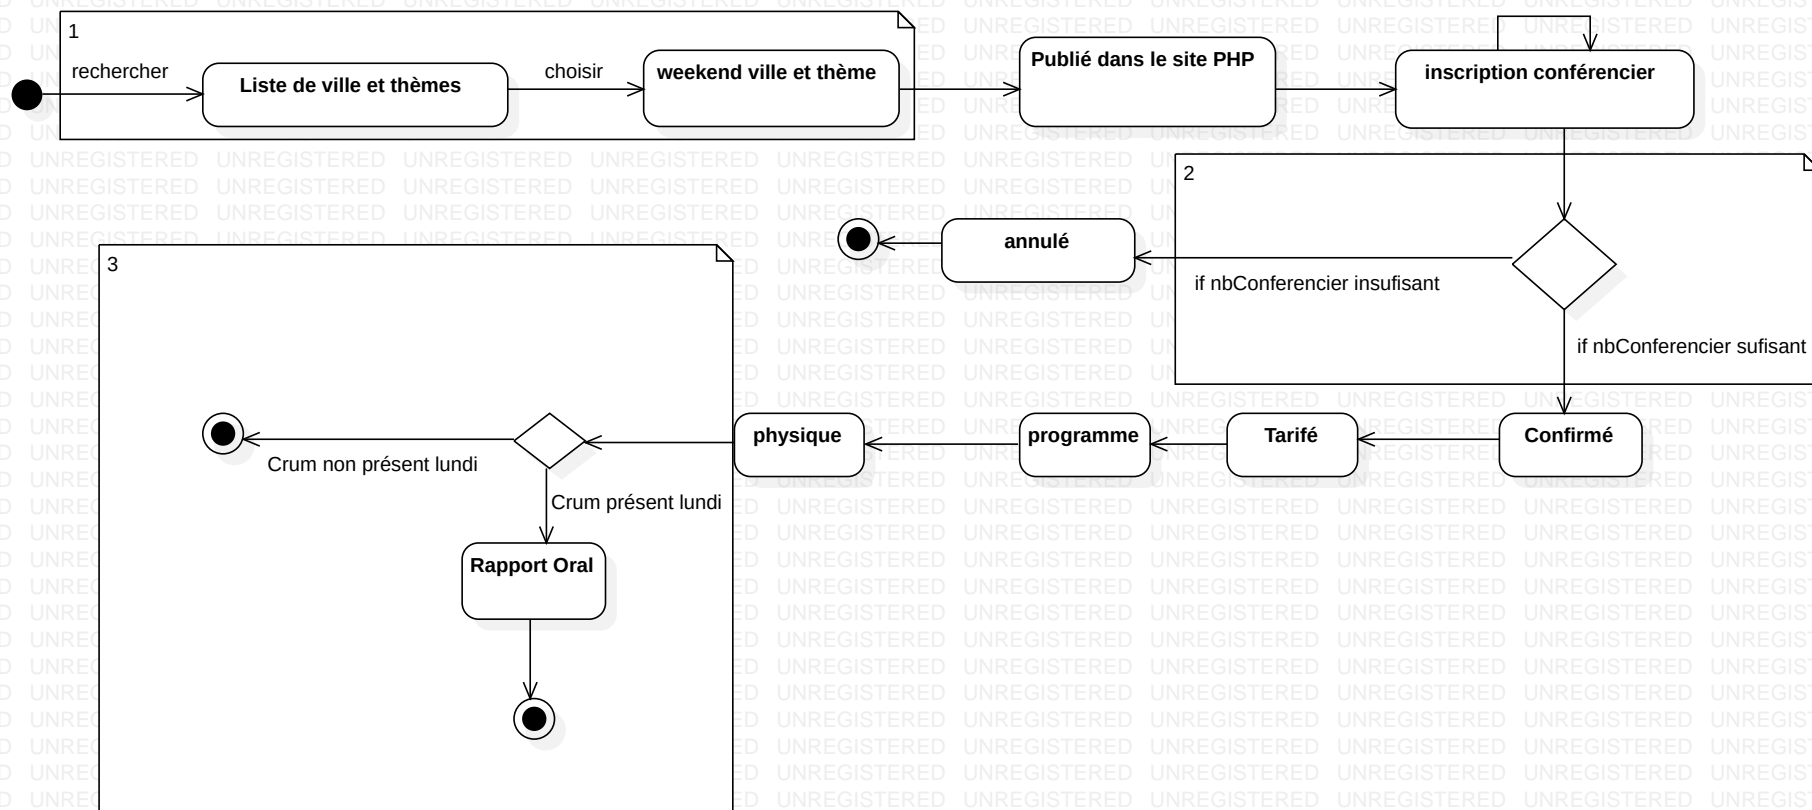 1
rechercher
Liste de ville et thèmes
choisir
weekend ville et thème
Publié dans le site PHP
inscription conférencier
2
annulé
if nbConferencier insufisant
if nbConferencier sufisant
3
Crum non présent lundi
physique
programme
Tarifé
Confirmé
Crum présent lundi
Rapport Oral
UNREGISTERED